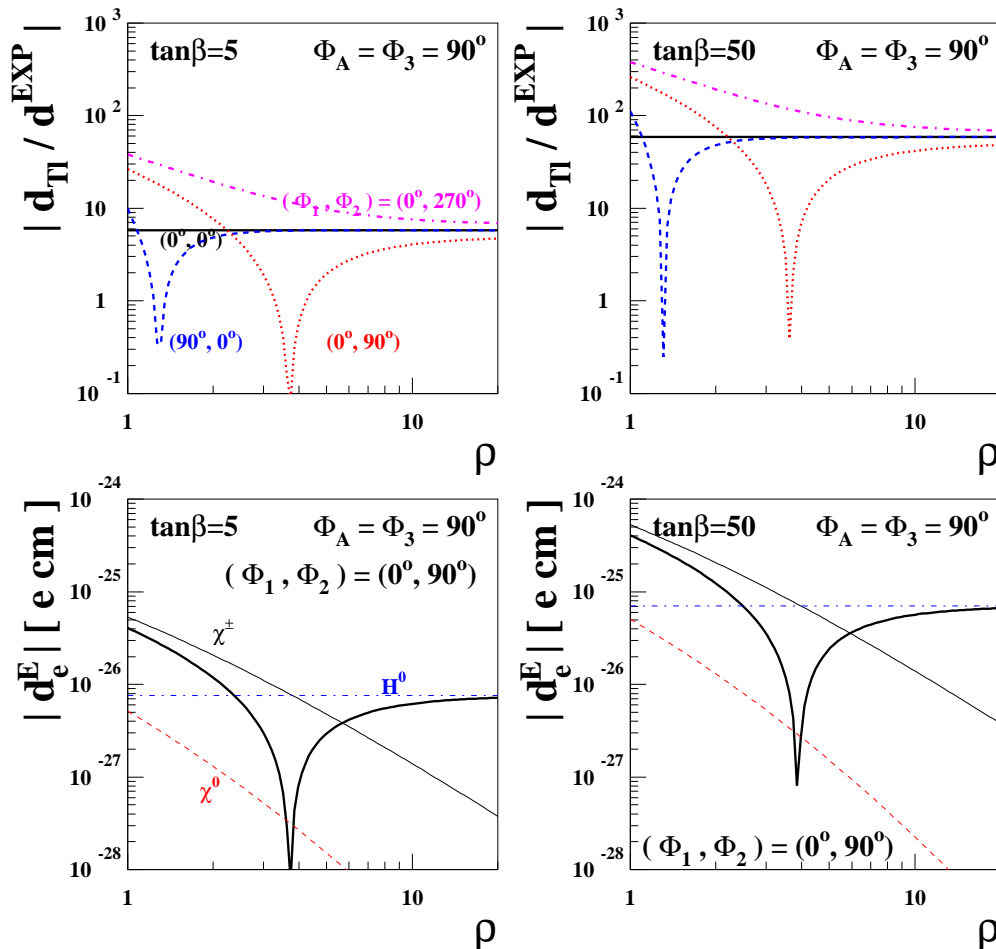 | d_Tl / d^EXP |
10^3
10^2
10
1
10^-1
tanβ=5
Φ_A = Φ_3 = 90°
(Φ_1 , Φ_2 ) = (0°, 270°)
(0°, 0°)
(90°, 0°)
(0°, 90°)
1
10
ρ
| d_Tl / d^EXP |
10^3
10^2
10
1
10^-1
tanβ=50
Φ_A = Φ_3 = 90°
1
10
ρ
| d_e^E | [ e cm ]
10^-24
10^-25
10^-26
10^-27
10^-28
tanβ=5
Φ_A = Φ_3 = 90°
( Φ_1 , Φ_2 ) = (0°, 90°)
χ^±
H^0
χ^0
1
10
ρ
| d_e^E | [ e cm ]
10^-24
10^-25
10^-26
10^-27
10^-28
tanβ=50
Φ_A = Φ_3 = 90°
( Φ_1 , Φ_2 ) = (0°, 90°)
1
10
ρ